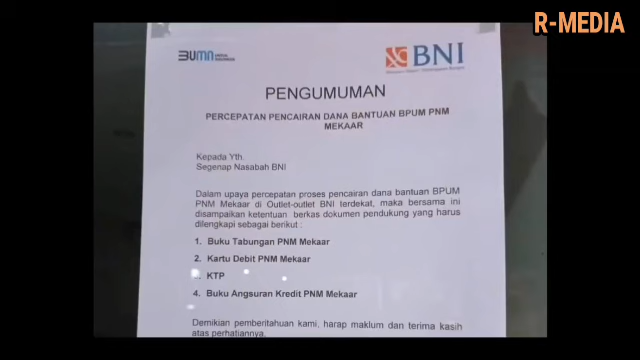 R-MEDIA
BUMN
BNI
PENGUMUMAN
PERCEPATAN PENCAIRAN DANA BANTUAN BPUM PNM
MEKAAR
Kepada Yth.
Segenap Nasabah BNI
Dalam upaya percepatan proses pencairan dana bantuan BPUM
PNM Mekaar di Outlet-outlet BNI terdekat, maka bersama ini
disampaikan ketentuan berkas dokumen pendukung yang harus
dilengkapi sebagai berikut :
1. Buku Tabungan PNM Mekaar
2. Kartu Debit PNM Mekaar
KTP
4. Buku Angsuran Kredit PNM Mekaar
Demikian pemberitahuan kami, harap maklum dan terima kasih
atas perhatiannya.